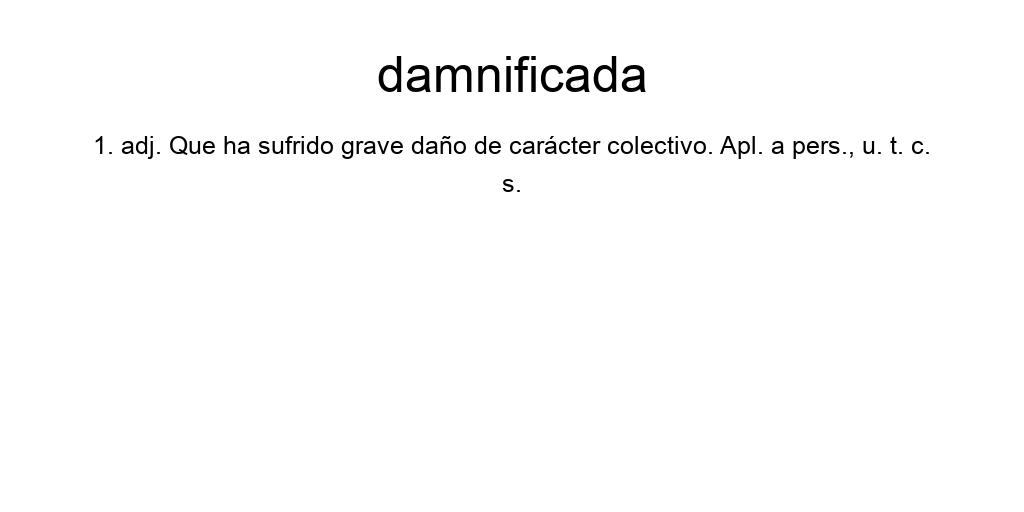 damnificada
1. adj. Que ha sufrido grave daño de carácter colectivo. Apl. a pers., u. t. c.
s.